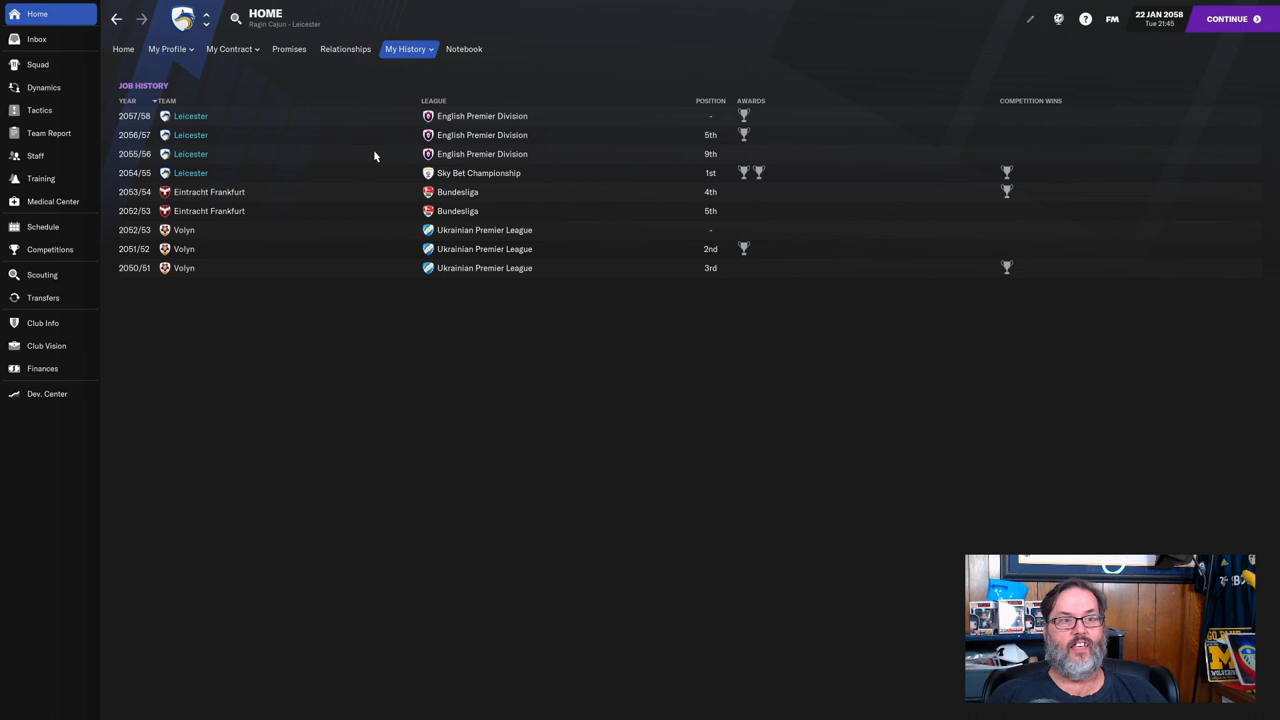 Home
HOME
Ragin Cajun - Leicester
FM
22 JAN 2058
Tue 21:45
CONTINUE
Inbox
Squad
Dynamics
Tactics
Team Report
Staff
Training
Medical Center
Schedule
Competitions
Scouting
Transfers
Club Info
Club Vision
Finances
Dev. Center
Home My Profile My Contract Promises Relationships My History Notebook
JOB HISTORY
YEAR TEAM LEAGUE POSITION AWARDS COMPETITION WINS
2057/58 Leicester English Premier Division -
2056/57 Leicester English Premier Division 5th
2055/56 Leicester English Premier Division 9th
2054/55 Leicester Sky Bet Championship 1st
2053/54 Eintracht Frankfurt Bundesliga 4th
2052/53 Eintracht Frankfurt Bundesliga 5th
2052/53 Volyn Ukrainian Premier League -
2051/52 Volyn Ukrainian Premier League 2nd
2050/51 Volyn Ukrainian Premier League 3rd
GO
M